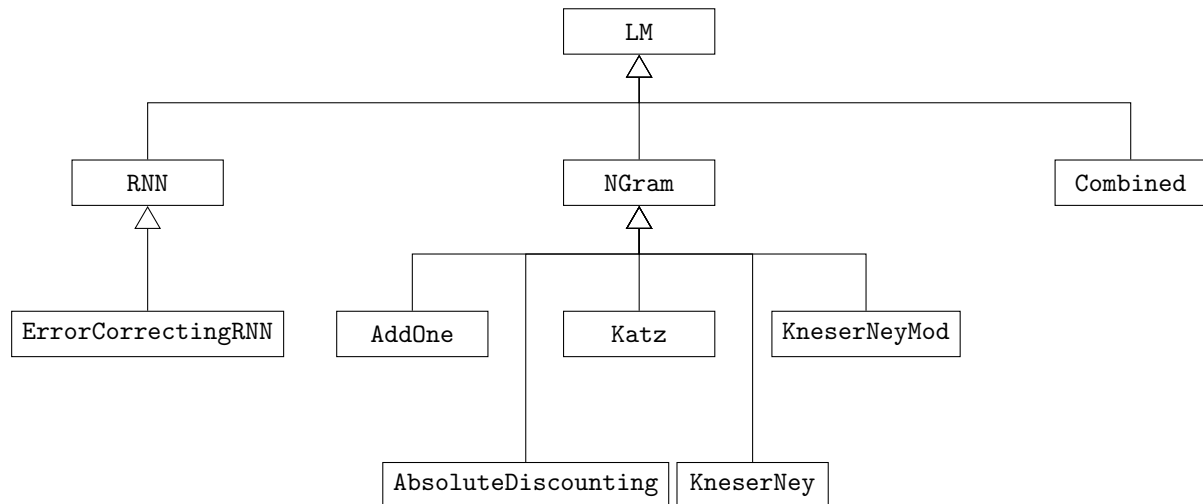 LM
RNN
NGram
Combined
ErrorCorrectingRNN
AddOne
Katz
KneserNeyMod
AbsoluteDiscounting
KneserNey